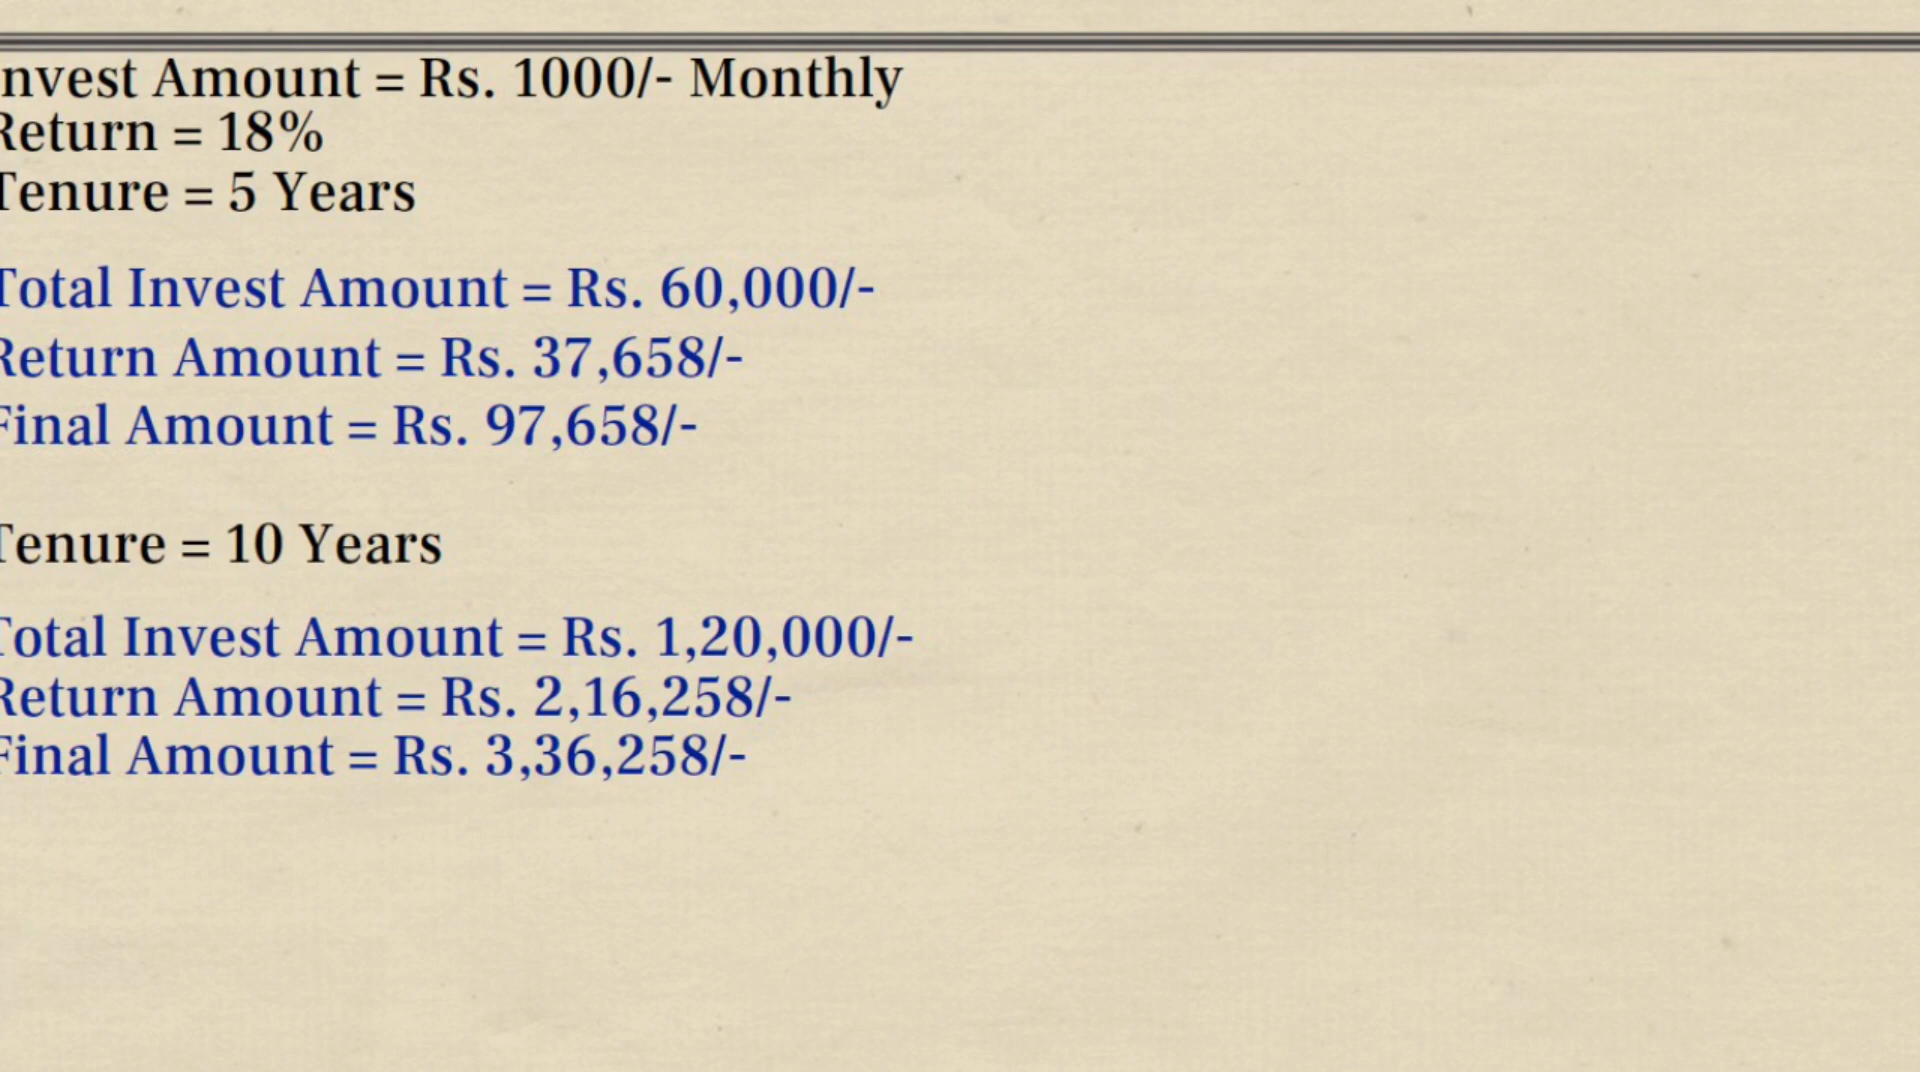 Invest Amount = Rs. 1000/- Monthly
Return = 18%
Tenure = 5 Years
Total Invest Amount = Rs. 60,000/-
Return Amount = Rs. 37,658/-
Final Amount = Rs. 97,658/-
Tenure = 10 Years
Total Invest Amount = Rs. 1,20,000/-
Return Amount = Rs. 2,16,258/-
Final Amount = Rs. 3,36,258/-